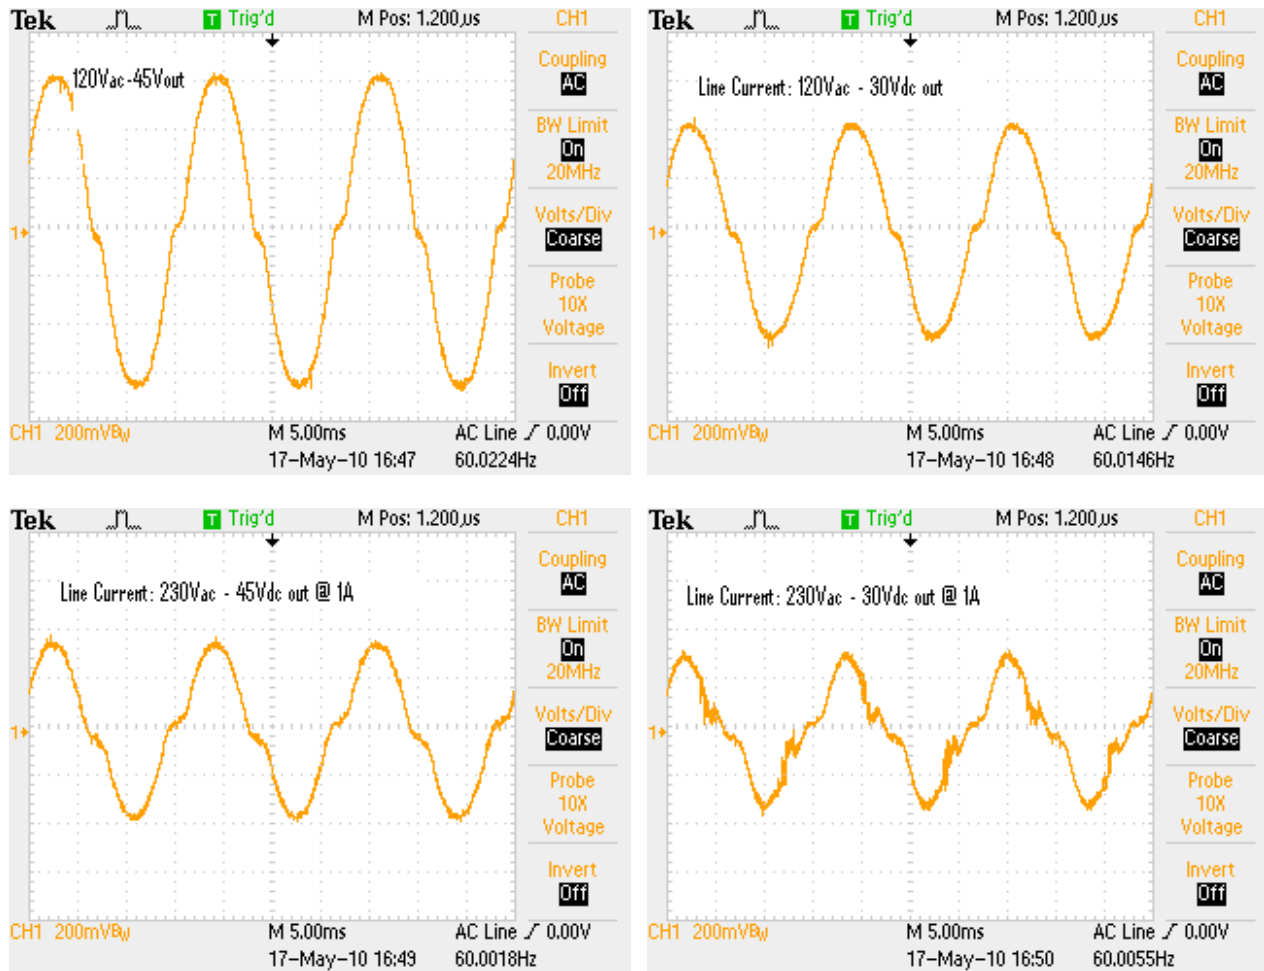 Tek T Trig'd M Pos: 1.200µs CH1
120Vac-45Vout
Coupling
AC
BW Limit
On
20MHz
Volts/Div
Coarse
1
Probe
10X
Voltage
Invert
Off
CH1 200mVBW M 5.00ms AC Line 0.00V
17-May-10 16:47 60.0224Hz
Tek T Trig'd M Pos: 1.200µs CH1
Line Current: 120Vac - 30Vdc out
Coupling
AC
BW Limit
On
20MHz
Volts/Div
Coarse
1
Probe
10X
Voltage
Invert
Off
CH1 200mVBW M 5.00ms AC Line 0.00V
17-May-10 16:48 60.0146Hz
Tek T Trig'd M Pos: 1.200µs CH1
Line Current: 230Vac - 45Vdc out @ 1A
Coupling
AC
BW Limit
On
20MHz
Volts/Div
Coarse
1
Probe
10X
Voltage
Invert
Off
CH1 200mVBW M 5.00ms AC Line 0.00V
17-May-10 16:49 60.0018Hz
Tek T Trig'd M Pos: 1.200µs CH1
Line Current: 230Vac - 30Vdc out @ 1A
Coupling
AC
BW Limit
On
20MHz
Volts/Div
Coarse
1
Probe
10X
Voltage
Invert
Off
CH1 200mVBW M 5.00ms AC Line 0.00V
17-May-10 16:50 60.0055Hz